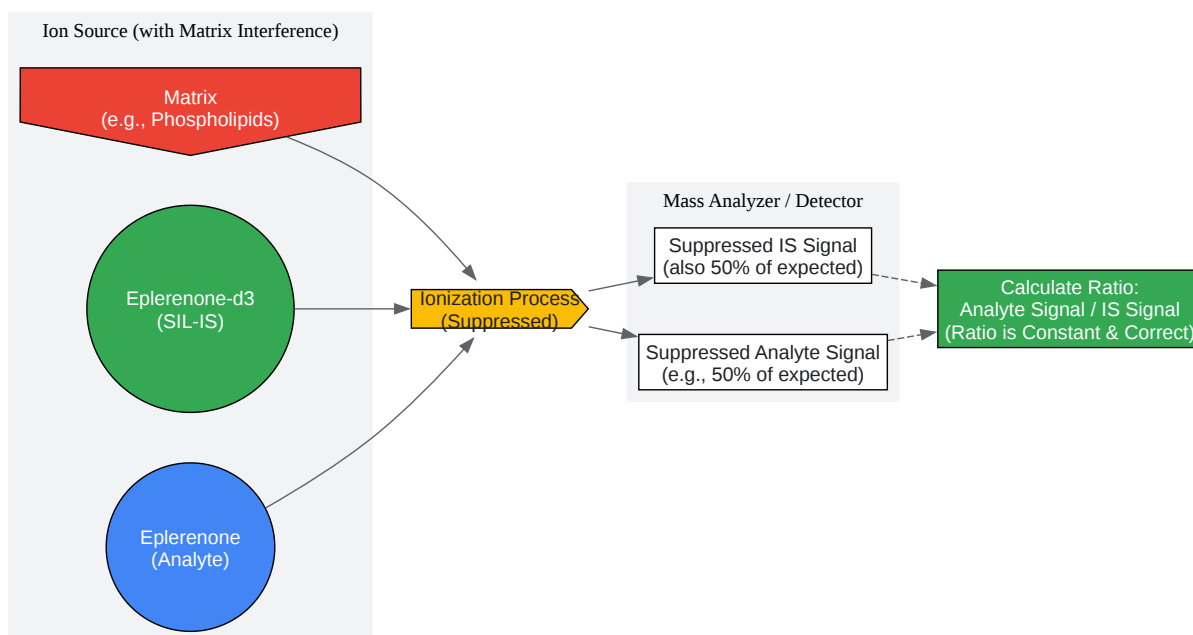 Ion Source (with Matrix Interference)
Matrix
(e.g., Phospholipids)
Eplerenone-d3
(SIL-IS)
Eplerenone
(Analyte)
Ionization Process
(Suppressed)
Mass Analyzer / Detector
Suppressed IS Signal
(also 50% of expected)
Suppressed Analyte Signal
(e.g., 50% of expected)
Calculate Ratio:
Analyte Signal / IS Signal
(Ratio is Constant & Correct)